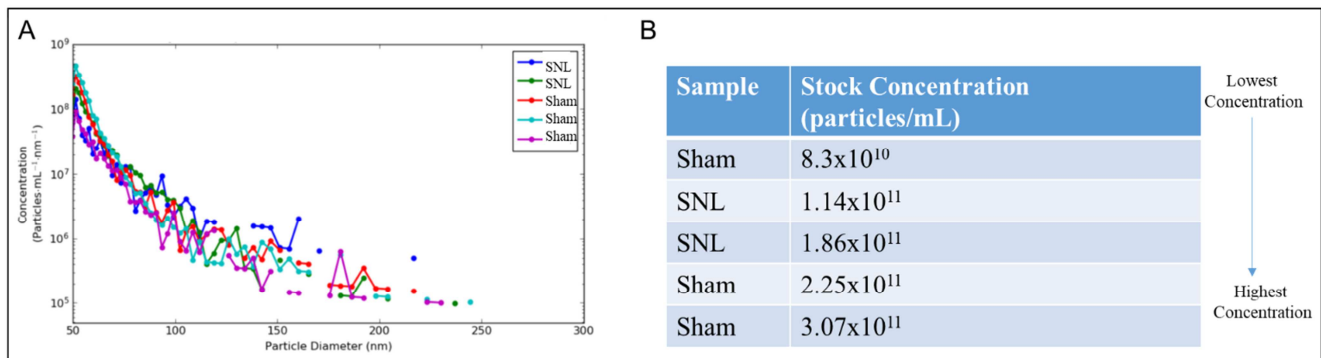 A
10⁹
10⁸
10⁷
10⁶
10⁵
Concentration
(Particles·mL⁻¹·nm⁻¹)
50
100
150
200
250
300
Particle Diameter (nm)
SNL
SNL
Sham
Sham
Sham
B
Sample Stock Concentration
(particles/mL)
Sham 8.3x10¹⁰
SNL 1.14x10¹¹
SNL 1.86x10¹¹
Sham 2.25x10¹¹
Sham 3.07x10¹¹
Lowest
Concentration
Highest
Concentration